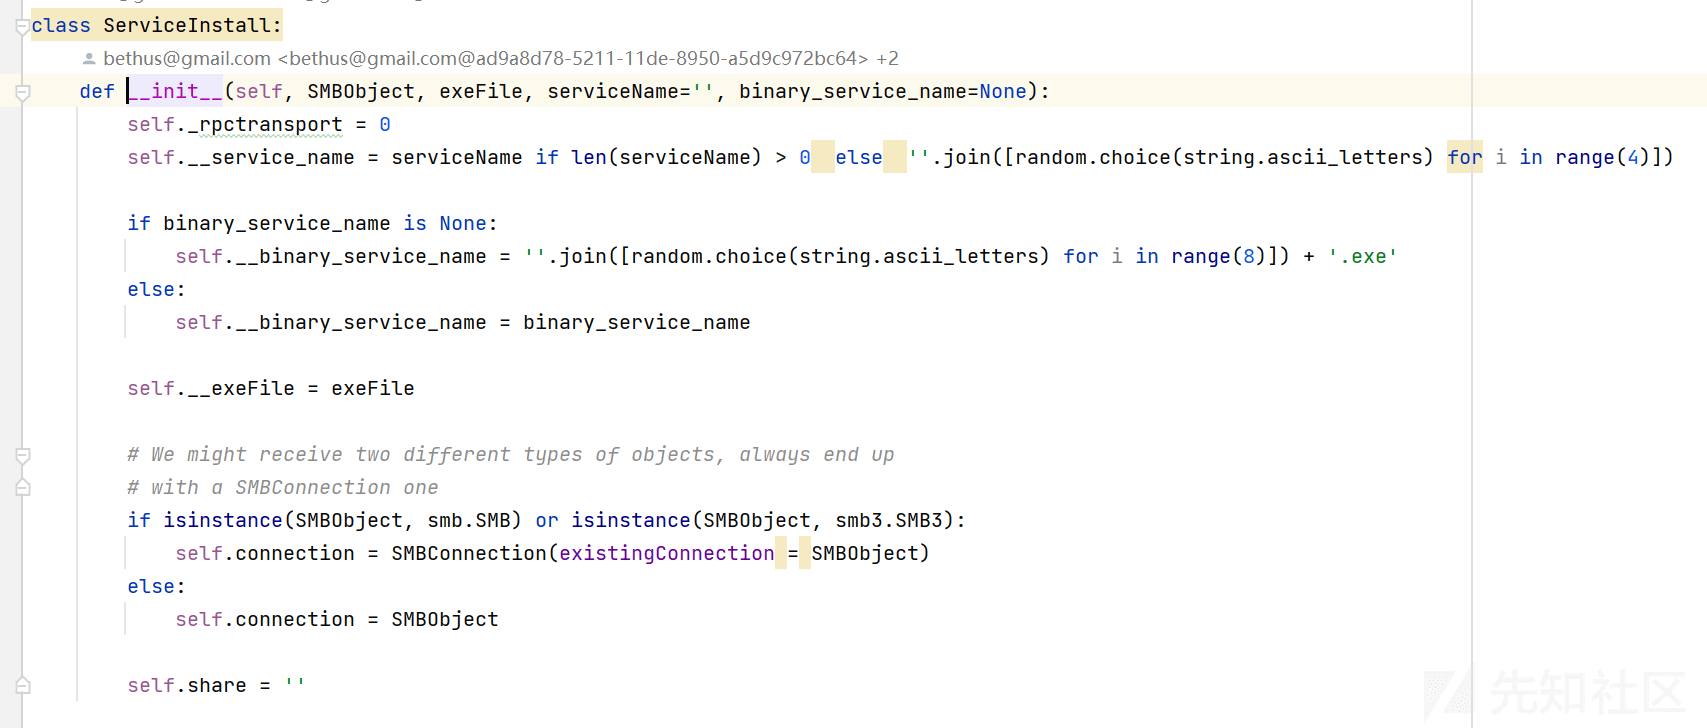 class ServiceInstall:
bethus@gmail.com <bethus@gmail.com@ad9a8d78-5211-11de-8950-a5d9c972bc64> +2
def __init__(self, SMBObject, exeFile, serviceName='', binary_service_name=None):
self._rpctransport = 0
self.__service_name = serviceName if len(serviceName) > 0  else  ''.join([random.choice(string.ascii_letters) for i in range(4)])
if binary_service_name is None:
self.__binary_service_name = ''.join([random.choice(string.ascii_letters) for i in range(8)]) + '.exe'
else:
self.__binary_service_name = binary_service_name
self.__exeFile = exeFile
# We might receive two different types of objects, always end up
# with a SMBConnection one
if isinstance(SMBObject, smb.SMB) or isinstance(SMBObject, smb3.SMB3):
self.connection = SMBConnection(existingConnection = SMBObject)
else:
self.connection = SMBObject
self.share = ''
先知社区